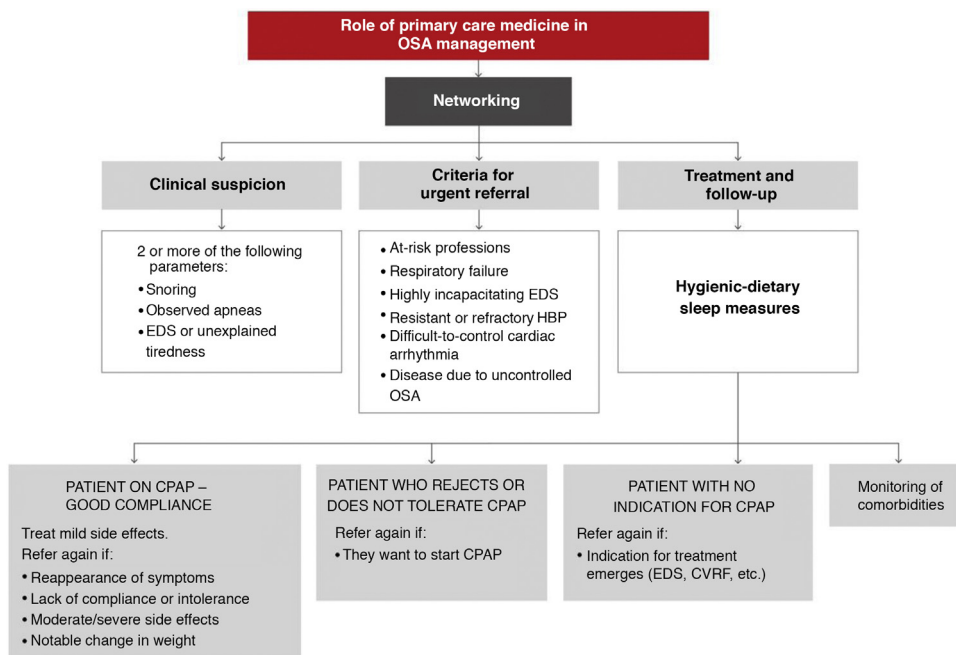 Role of primary care medicine in
OSA management
Networking
Clinical suspicion
2 or more of the following
parameters:
• Snoring
• Observed apneas
• EDS or unexplained
tiredness
Criteria for
urgent referral
• At-risk professions
• Respiratory failure
• Highly incapacitating EDS
• Resistant or refractory HBP
• Difficult-to-control cardiac
arrhythmia
• Disease due to uncontrolled
OSA
Treatment and
follow-up
Hygienic-dietary
sleep measures
PATIENT ON CPAP –
GOOD COMPLIANCE
Treat mild side effects.
Refer again if:
• Reappearance of symptoms
• Lack of compliance or intolerance
• Moderate/severe side effects
• Notable change in weight
PATIENT WHO REJECTS OR
DOES NOT TOLERATE CPAP
Refer again if:
• They want to start CPAP
PATIENT WITH NO
INDICATION FOR CPAP
Refer again if:
• Indication for treatment
emerges (EDS, CVRF, etc.)
Monitoring of
comorbidities